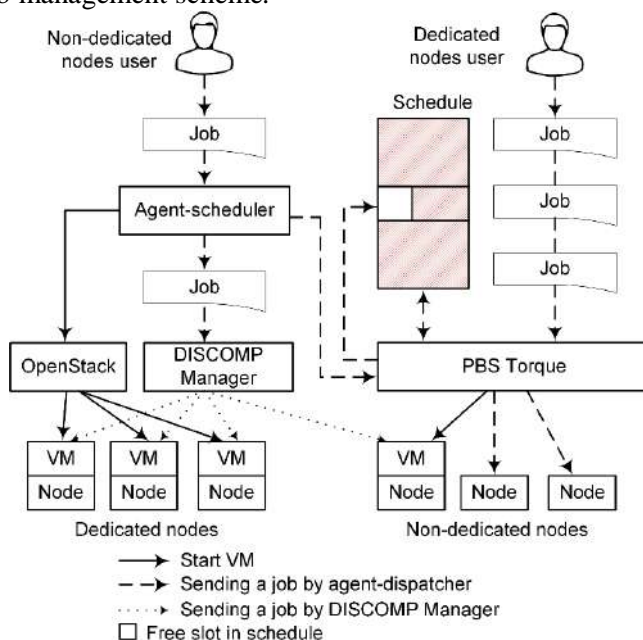 management scheme.
Non-dedicated
nodes user
Dedicated
nodes user
Schedule
Job
Job
Agent-scheduler
Job
Job
Job
OpenStack
DISCOMP
Manager
PBS Torque
VM
VM
VM
VM
Node
Node
Node
Node
Node
Node
Dedicated nodes
Non-dedicated nodes
Start VM
Sending a job by agent-dispatcher
Sending a job by DISCOMP Manager
Free slot in schedule